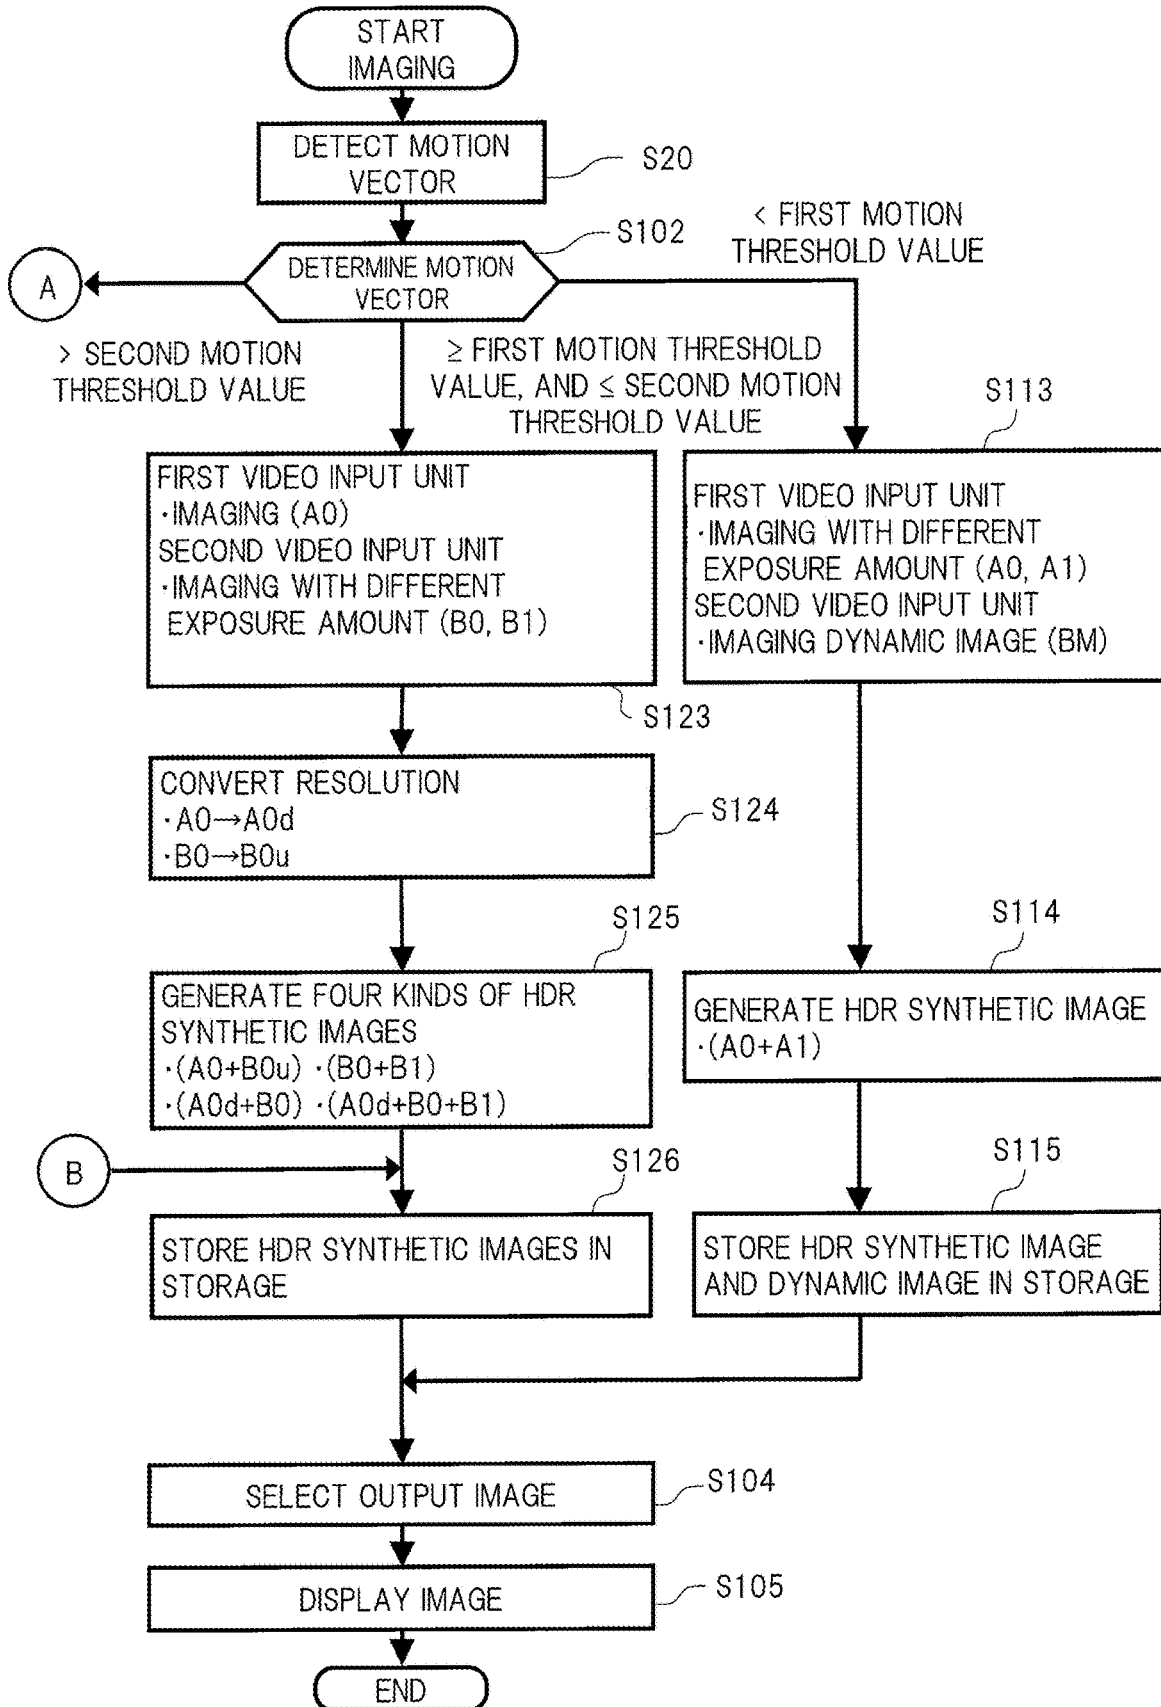 START
IMAGING
DETECT MOTION
VECTOR
S20
S102
< FIRST MOTION
THRESHOLD VALUE
DETERMINE MOTION
VECTOR
A
> SECOND MOTION
THRESHOLD VALUE
≥ FIRST MOTION THRESHOLD
VALUE, AND ≤ SECOND MOTION
THRESHOLD VALUE
S113
FIRST VIDEO INPUT UNIT
·IMAGING (A0)
SECOND VIDEO INPUT UNIT
·IMAGING WITH DIFFERENT
EXPOSURE AMOUNT (B0, B1)
S123
FIRST VIDEO INPUT UNIT
·IMAGING WITH DIFFERENT
EXPOSURE AMOUNT (A0, A1)
SECOND VIDEO INPUT UNIT
·IMAGING DYNAMIC IMAGE (BM)
CONVERT RESOLUTION
·A0→A0d
·B0→B0u
S124
S125
GENERATE FOUR KINDS OF HDR
SYNTHETIC IMAGES
·(A0+B0u) ·(B0+B1)
·(A0d+B0) ·(A0d+B0+B1)
S114
GENERATE HDR SYNTHETIC IMAGE
·(A0+A1)
B
S126
STORE HDR SYNTHETIC IMAGES IN
STORAGE
S115
STORE HDR SYNTHETIC IMAGE
AND DYNAMIC IMAGE IN STORAGE
SELECT OUTPUT IMAGE
S104
DISPLAY IMAGE
S105
END